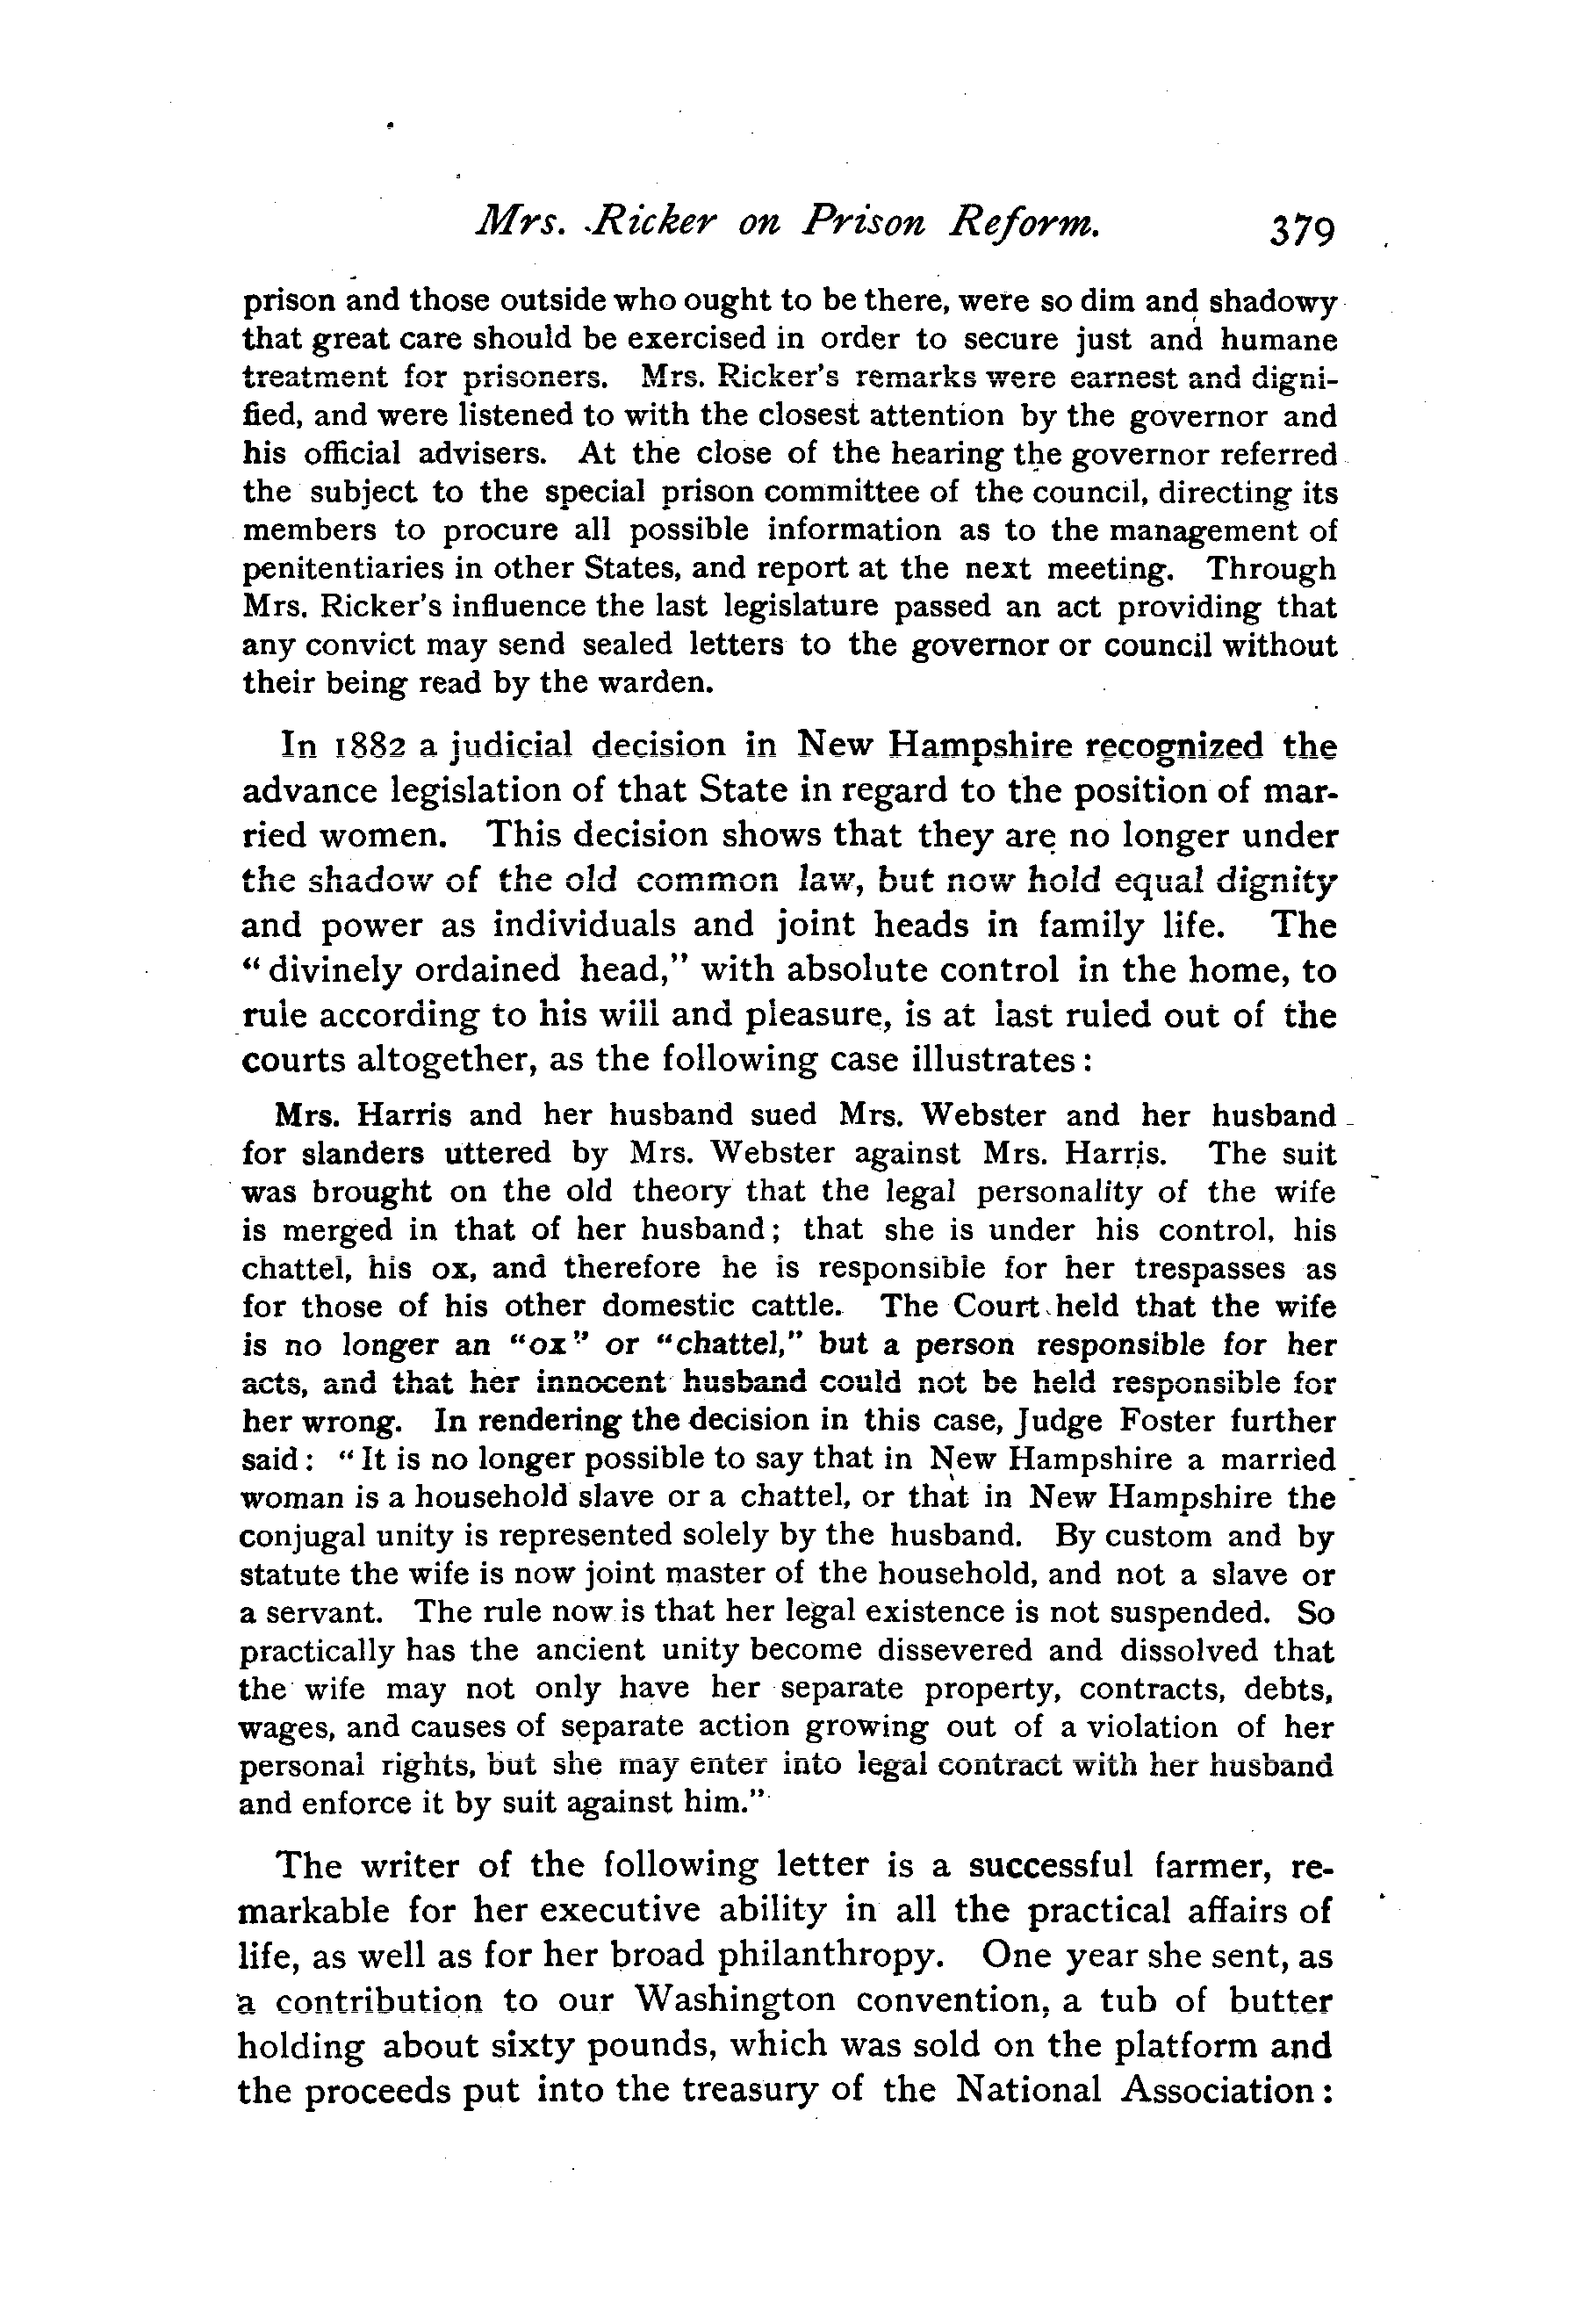 Mrs. Ricker on Prison Reform. 379
prison and those outside who ought to be there, were so dim and shadowy
that great care should be exercised in order to secure just and humane
treatment for prisoners. Mrs. Ricker's remarks were earnest and digni-
fied, and were listened to with the closest attention by the governor and
his official advisers. At the close of the hearing the governor referred
the subject to the special prison committee of the council, directing its
members to procure all possible information as to the management of
penitentiaries in other States, and report at the next meeting. Through
Mrs. Ricker's influence the last legislature passed an act providing that
any convict may send sealed letters to the governor or council without
their being read by the warden.
In 1882 a judicial decision in New Hampshire recognized the
advance legislation of that State in regard to the position of mar-
ried women. This decision shows that they are no longer under
the shadow of the old common law, but now hold equal dignity
and power as individuals and joint heads in family life. The
"divinely ordained head," with absolute control in the home, to
rule according to his will and pleasure, is at last ruled out of the
courts altogether, as the following case illustrates:
Mrs. Harris and her husband sued Mrs. Webster and her husband
for slanders uttered by Mrs. Webster against Mrs. Harris. The suit
was brought on the old theory that the legal personality of the wife
is merged in that of her husband; that she is under his control, his
chattel, his ox, and therefore he is responsible for her trespasses as
for those of his other domestic cattle. The Court held that the wife
is no longer an "ox" or "chattel," but a person responsible for her
acts, and that her innocent husband could not be held responsible for
her wrong. In rendering the decision in this case, Judge Foster further
said: "It is no longer possible to say that in New Hampshire a married
woman is a household slave or a chattel, or that in New Hampshire the
conjugal unity is represented solely by the husband. By custom and by
statute the wife is now joint master of the household, and not a slave or
a servant. The rule now is that her legal existence is not suspended. So
practically has the ancient unity become dissevered and dissolved that
the wife may not only have her separate property, contracts, debts,
wages, and causes of separate action growing out of a violation of her
personal rights, but she may enter into legal contract with her husband
and enforce it by suit against him."
The writer of the following letter is a successful farmer, re-
markable for her executive ability in all the practical affairs of
life, as well as for her broad philanthropy. One year she sent, as
a contribution to our Washington convention, a tub of butter
holding about sixty pounds, which was sold on the platform and
the proceeds put into the treasury of the National Association: